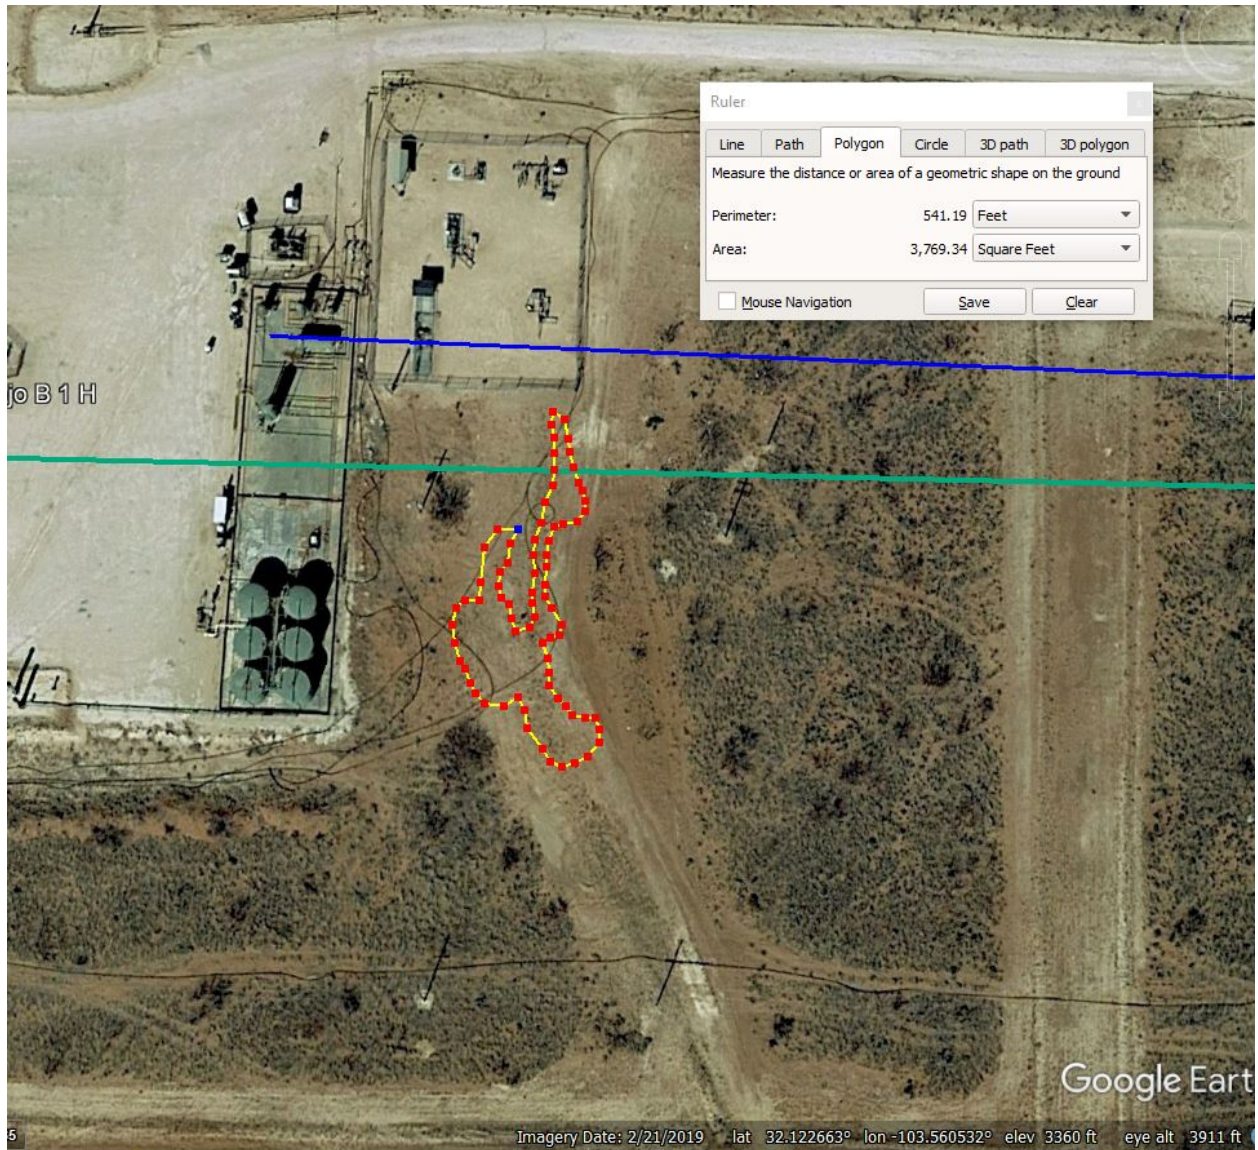 Ruler
Line Path Polygon Circle 3D path 3D polygon
Measure the distance or area of a geometric shape on the ground
Perimeter: 541.19 Feet
Area: 3,769.34 Square Feet
Mouse Navigation Save Clear
jo B 1 H
Google Eart
5 Imagery Date: 2/21/2019 lat 32.122663° lon -103.560532° elev 3360 ft eye alt 3911 ft